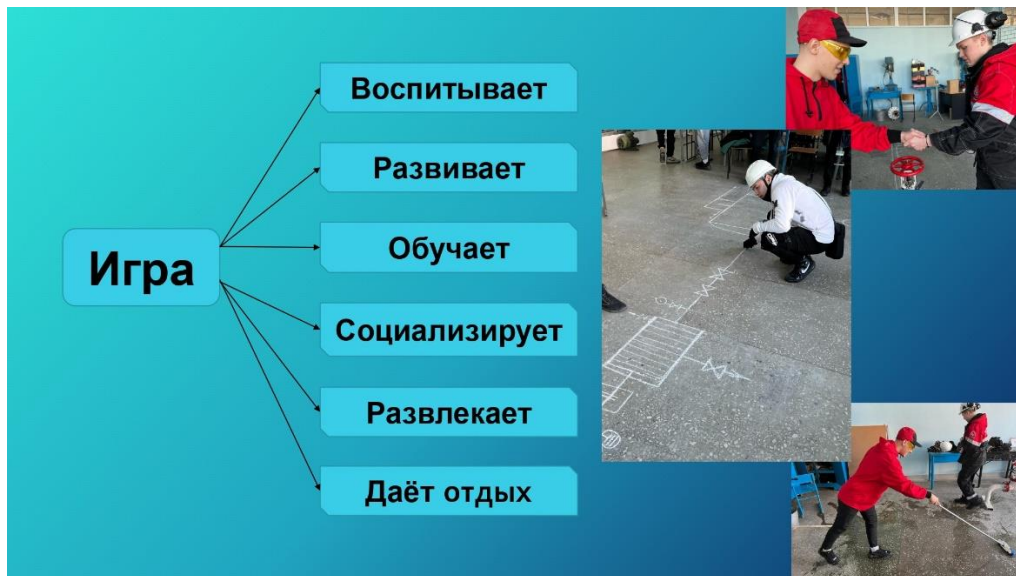 Воспитывает
Развивает
Обучает
Игра
Социализирует
Развлекает
Даёт отдых